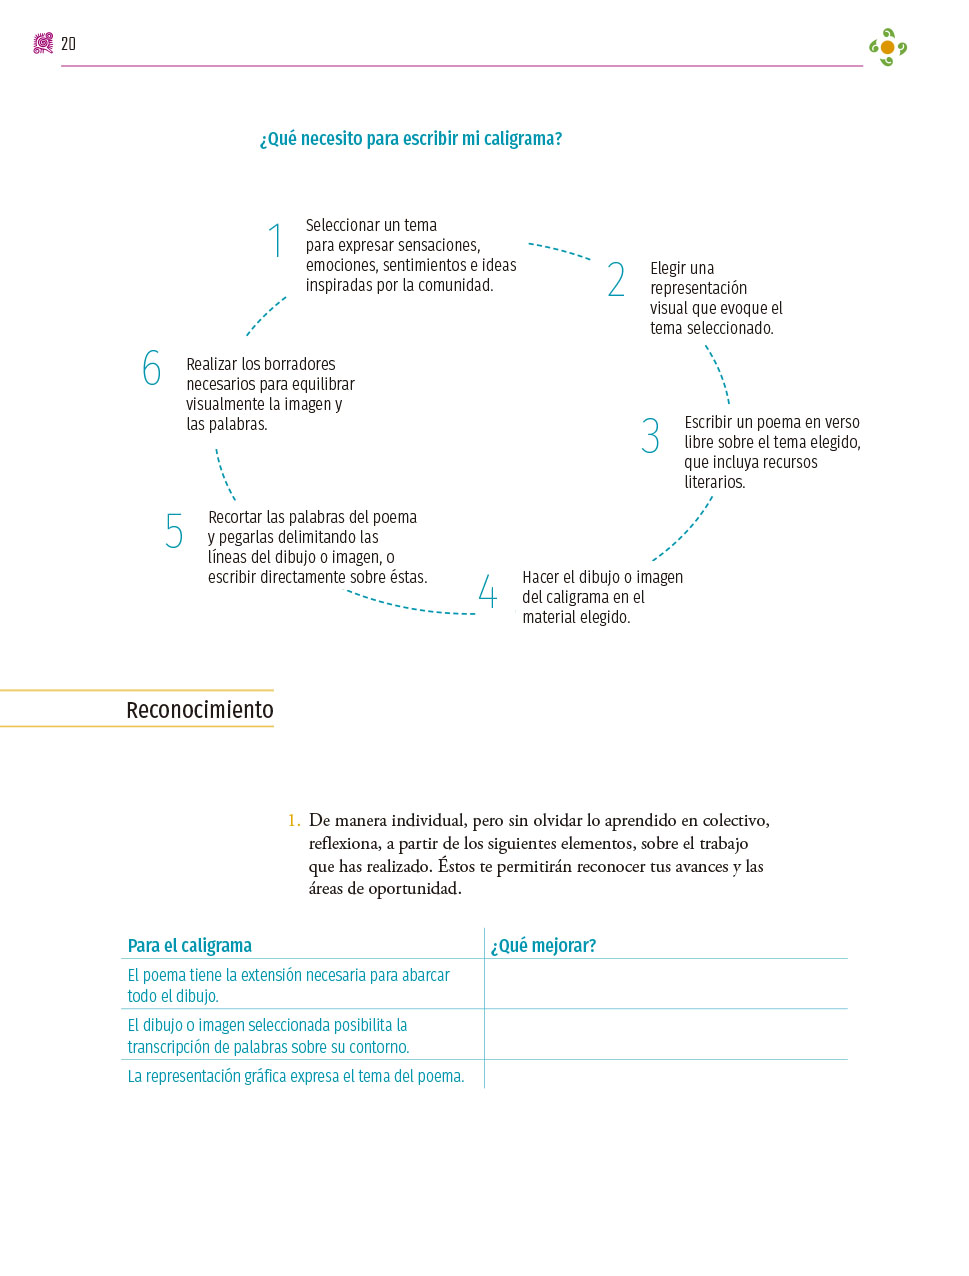 20
¿Qué necesito para escribir mi caligrama?
1
Seleccionar un tema
para expresar sensaciones,
emociones, sentimientos e ideas
inspiradas por la comunidad.
2
Elegir una
representación
visual que evoque el
tema seleccionado.
3
Escribir un poema en verso
libre sobre el tema elegido,
que incluya recursos
literarios.
4
Hacer el dibujo o imagen
del caligrama en el
material elegido.
5
Recortar las palabras del poema
y pegarlas delimitando las
líneas del dibujo o imagen, o
escribir directamente sobre éstas.
6
Realizar los borradores
necesarios para equilibrar
visualmente la imagen y
las palabras.
Reconocimiento
1. De manera individual, pero sin olvidar lo aprendido en colectivo,
reflexiona, a partir de los siguientes elementos, sobre el trabajo
que has realizado. Éstos te permitirán reconocer tus avances y las
áreas de oportunidad.
Para el caligrama
¿Qué mejorar?
El poema tiene la extensión necesaria para abarcar
todo el dibujo.
El dibujo o imagen seleccionada posibilita la
transcripción de palabras sobre su contorno.
La representación gráfica expresa el tema del poema.